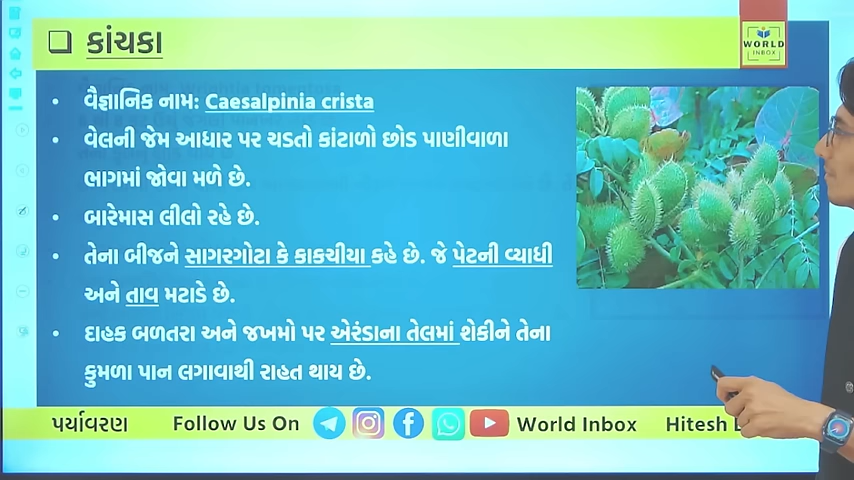 ❑ કાંચકા
WORLD
INBOX
• વૈજ્ઞાનિક નામ: Caesalpinia crista
• વેલની જેમ આધાર પર ચડતો કાંટાળો છોડ પાણીવાળા
ભાગમાં જોવા મળે છે.
• બારેમાસ લીલો રહે છે.
• તેના બીજને સાગરગોટા કે કાકચીયા કહે છે. જે પેટની વ્યાધી
અને તાવ મટાડે છે.
• દાહક બળતરા અને જખમો પર એરંડાના તેલમાં શેકીને તેના
કુમળા પાન લગાવાથી રાહત થાય છે.
પર્યાવરણ Follow Us On World Inbox Hitesh